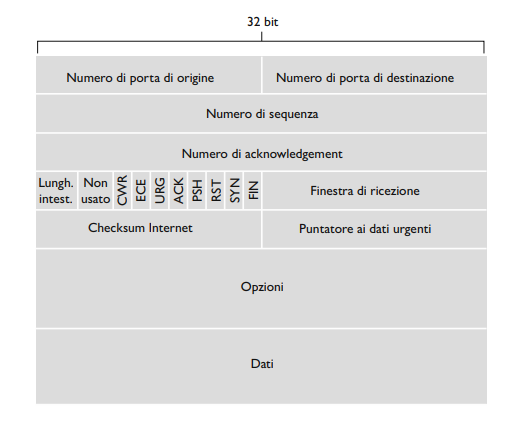 32 bit
Numero di porta di origine
Numero di porta di destinazione
Numero di sequenza
Numero di acknowledgement
Lungh.
intest.
Non
usato
CWR
ECE
URG
ACK
PSH
RST
SYN
FIN
Finestra di ricezione
Checksum Internet
Puntatore ai dati urgenti
Opzioni
Dati